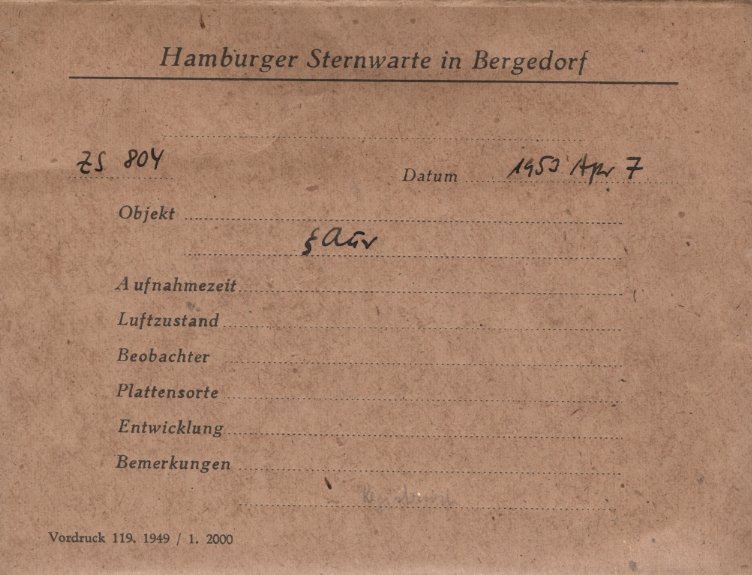 Hamburger Sternwarte in Bergedorf
ZS 804
Datum 1953 Apr 7
Objekt
ζ Aur
Aufnahmezeit
Luftzustand
Beobachter
Plattensorte
Entwicklung
Bemerkungen
Vordruck 119. 1949 / 1. 2000